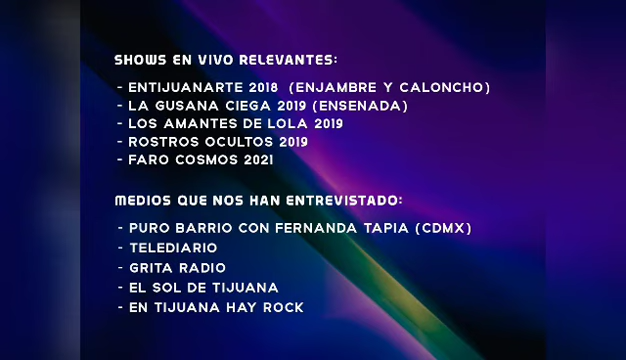 SHOWS EN VIVO RELEVANTES:
- ENTIJUANARTE 2018 (ENJAMBRE Y CALONCHO)
- LA GUSANA CIEGA 2019 (ENSENADA)
- LOS AMANTES DE LOLA 2019
- ROSTROS OCULTOS 2019
- FARO COSMOS 2021
MEDIOS QUE NOS HAN ENTREVISTADO:
- PURO BARRIO CON FERNANDA TAPIA (CDMX)
- TELEDIARIO
- GRITA RADIO
- EL SOL DE TIJUANA
- EN TIJUANA HAY ROCK